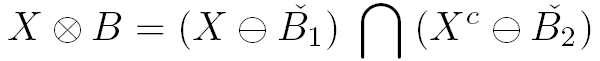 X ⊗ B = (X ⊖ B̌₁) ⋂ (Xᶜ ⊖ B̌₂)